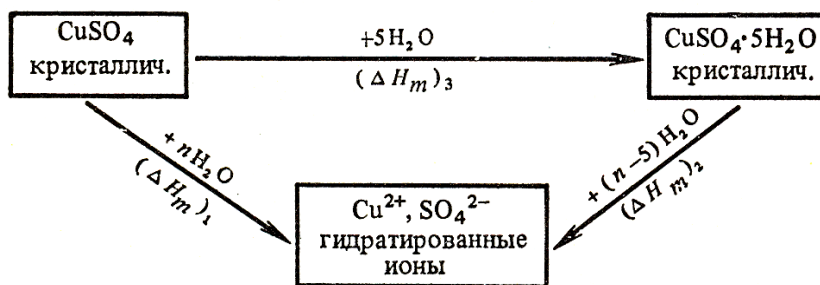 CuSO₄
кристаллич.
+5H₂O
(ΔHₘ)₃
CuSO₄·5H₂O
кристаллич.
+ nH₂O
(ΔHₘ)₁
+ (n−5) H₂O
(ΔHₘ)₂
Cu²⁺, SO₄²⁻
гидратированные
ионы